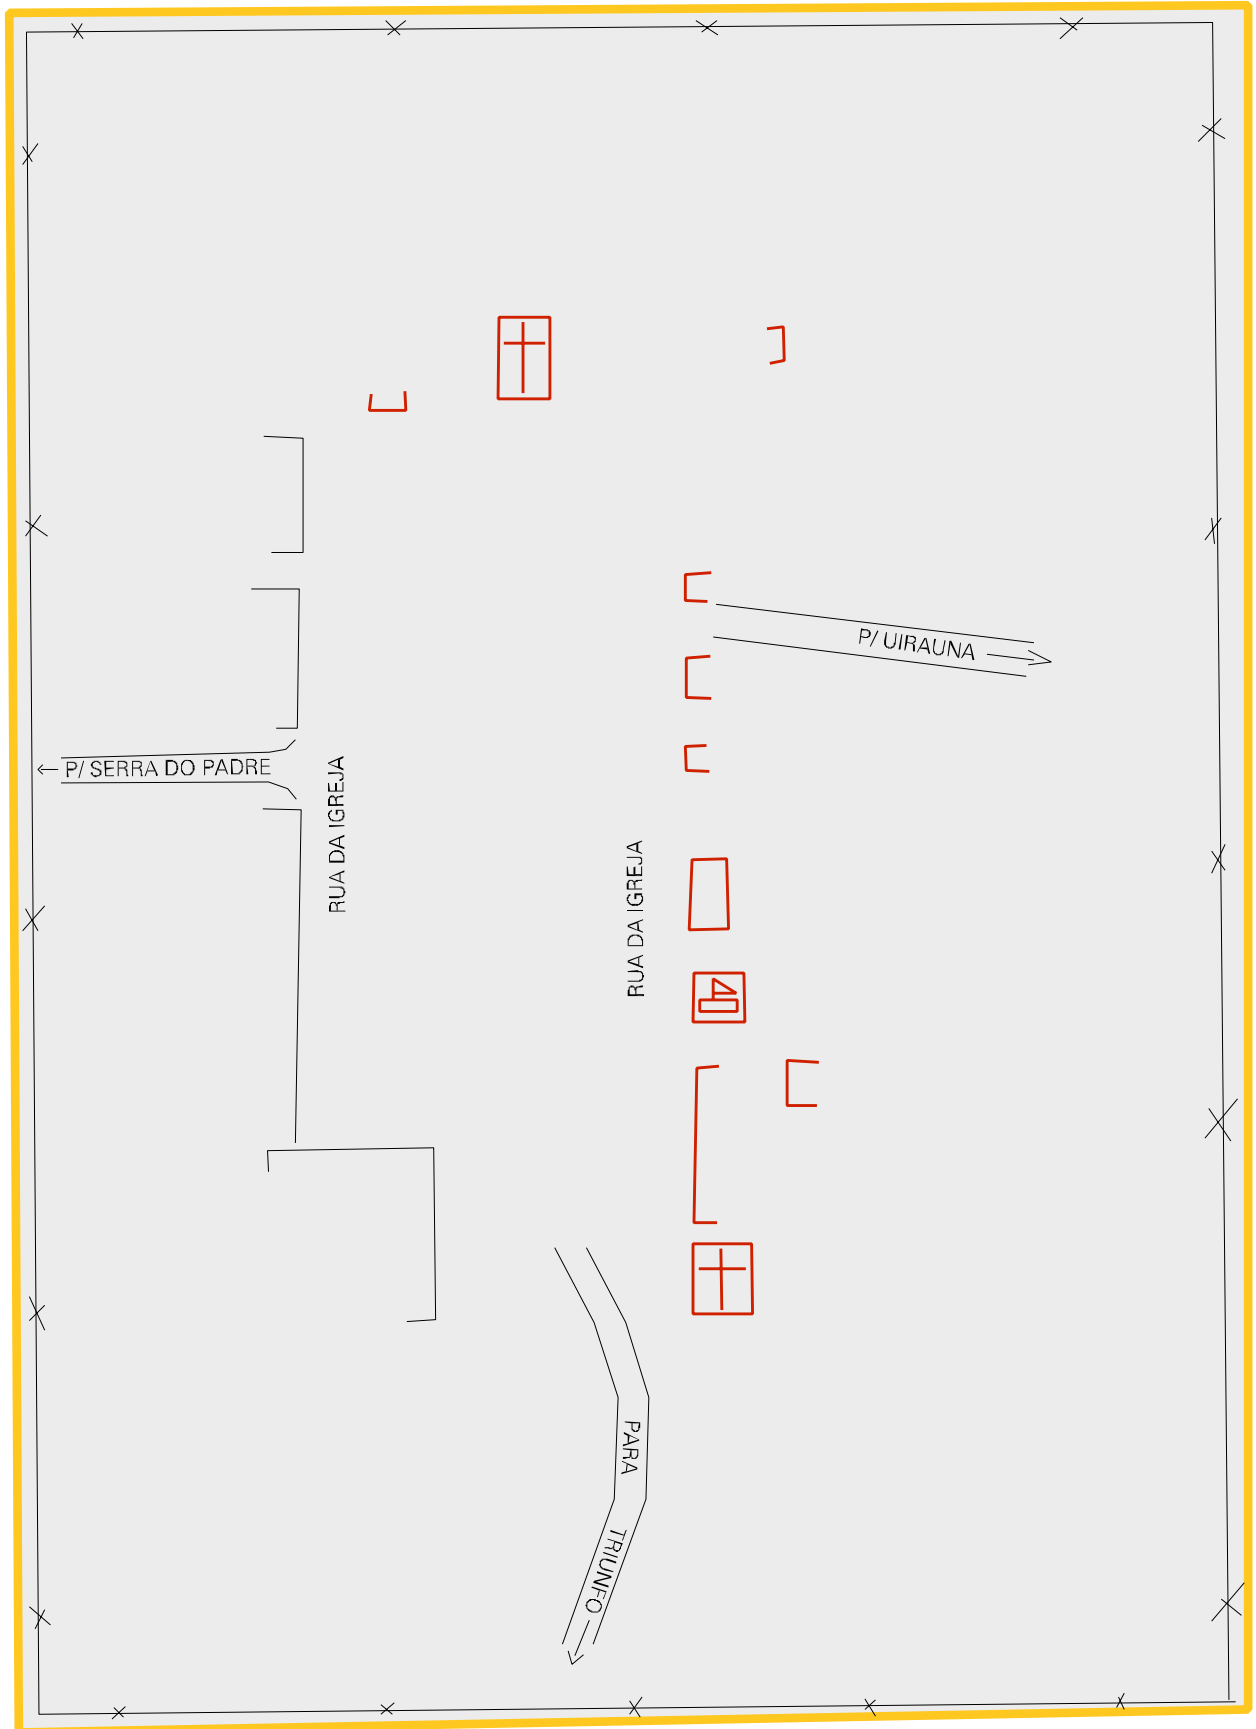 P/ UIRAUNA
P/ SERRA DO PADRE
RUA DA IGREJA
RUA DA IGREJA
PARA TRIUNFO